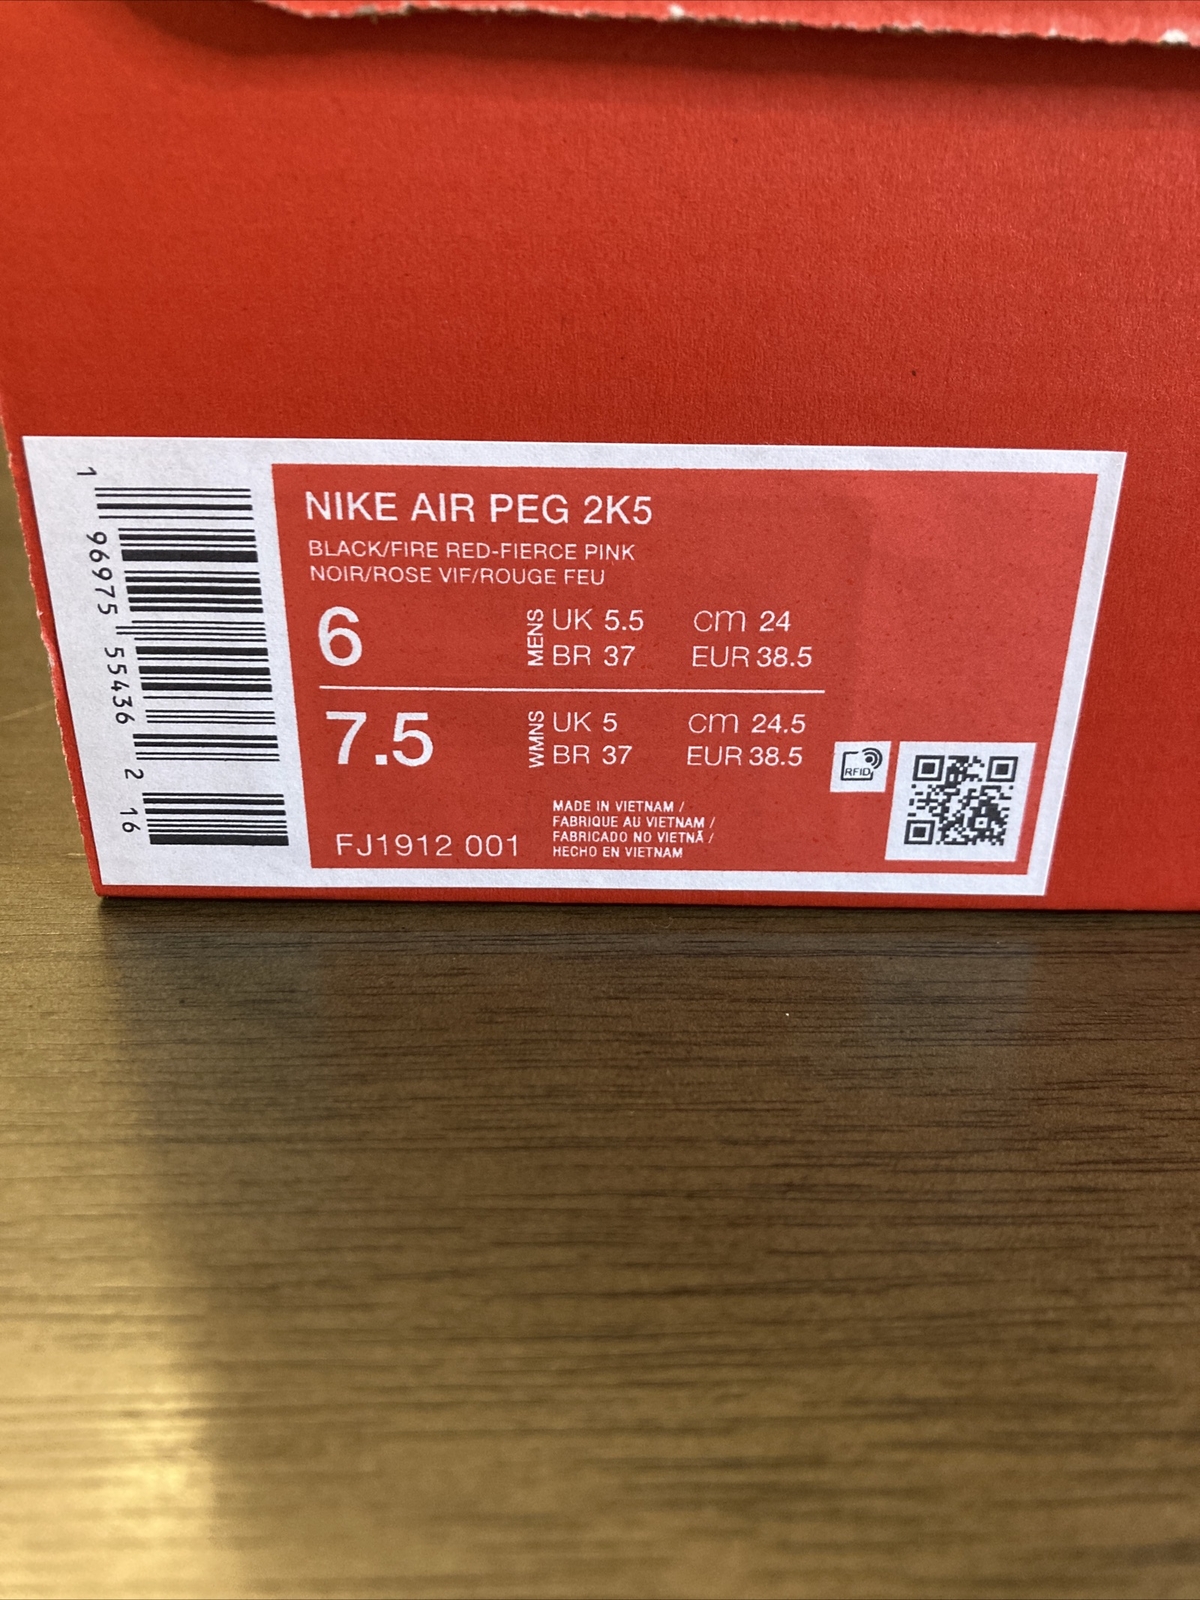 NIKE AIR PEG 2K5
BLACK/FIRE RED-FIERCE PINK
NOIR/ROSE VIF/ROUGE FEU
6 MENS UK 5.5 cm 24
BR 37 EUR 38.5
7.5 WMNS UK 5 cm 24.5
BR 37 EUR 38.5
RFID
MADE IN VIETNAM /
FABRIQUE AU VIETNAM /
FABRICADO NO VIETNÃ /
HECHO EN VIETNAM
FJ1912 001
1 96975 55436 2 16